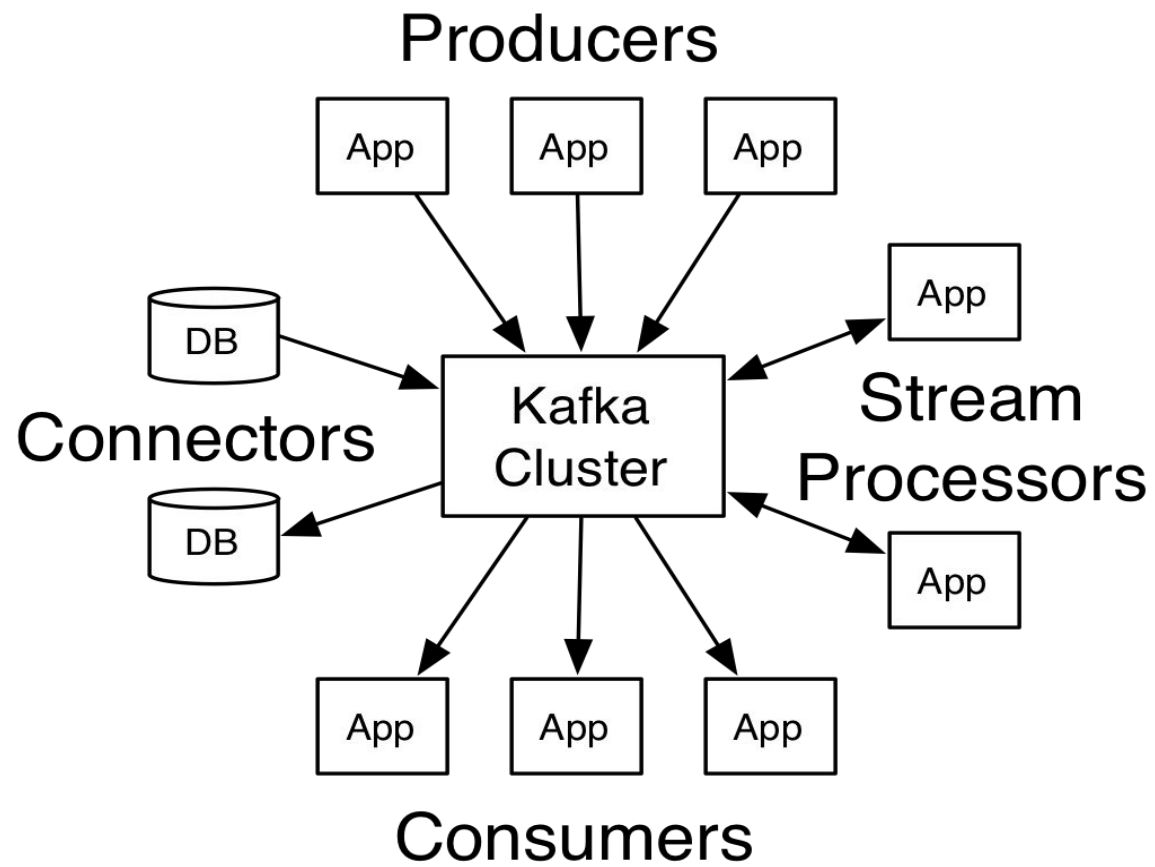 Producers
App
App
App
App
DB
Kafka
Cluster
Stream
Processors
Connectors
DB
App
App
App
App
Consumers